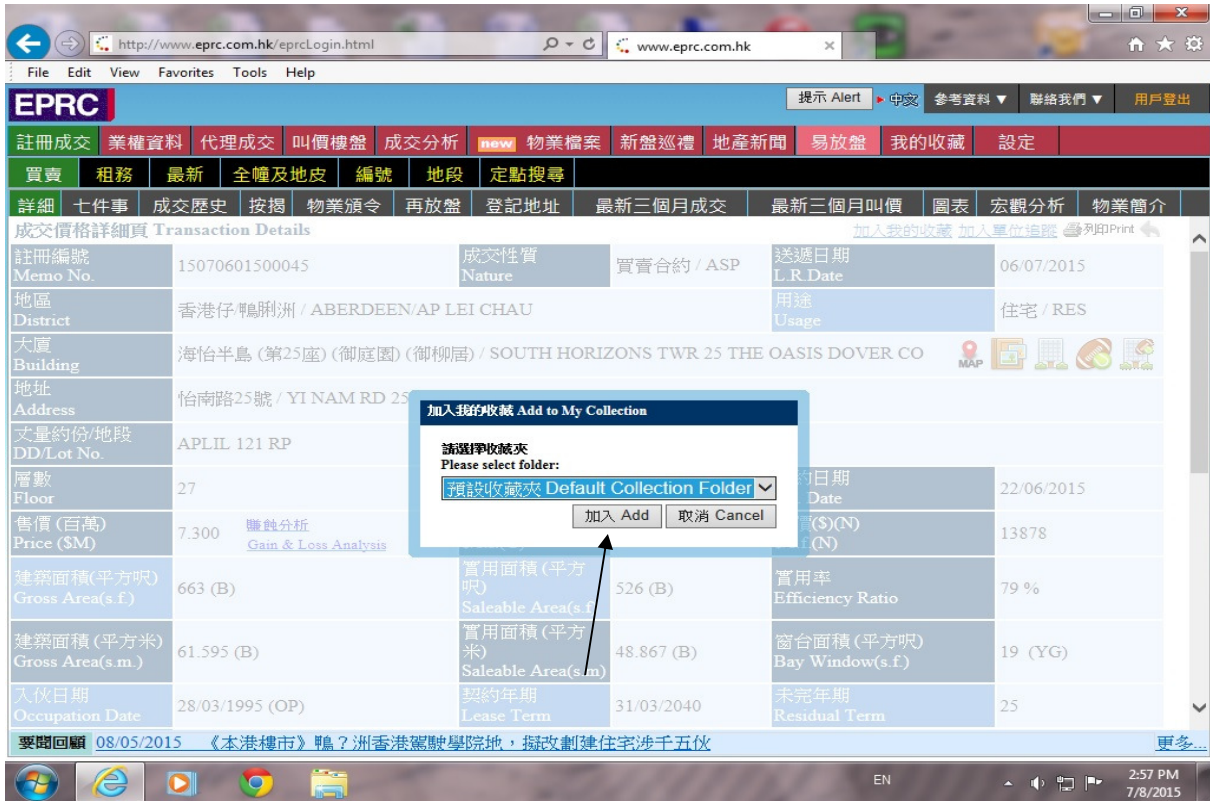 http://www.eprc.com.hk/eprcLogin.html
www.eprc.com.hk
File Edit View Favorites Tools Help
EPRC
提示 Alert 中文 參考資料 ▼ 聯絡我們 ▼ 用戶登出
註冊成交 業權資料 代理成交 叫價樓盤 成交分析 new 物業檔案 新盤巡禮 地產新聞 易放盤 我的收藏 設定
買賣 租務 最新 全幢及地皮 編號 地段 定點搜尋
詳細 七件事 成交歷史 按揭 物業頒令 再放盤 登記地址 最新三個月成交 最新三個月叫價 圖表 宏觀分析 物業簡介
成交價格詳細頁 Transaction Details
加入我的收藏 加入單位追蹤 列印Print
註冊編號
Memo No.
15070601500045
成交性質
Nature
買賣合約 / ASP
送遞日期
L.R.Date
06/07/2015
地區
District
香港仔/鴨脷洲 / ABERDEEN/AP LEI CHAU
用途
Usage
住宅 / RES
大廈
Building
海怡半島 (第25座) (御庭園) (御柳居) / SOUTH HORIZONS TWR 25 THE OASIS DOVER CO
MAP
地址
Address
怡南路25號 / YI NAM RD 25
丈量約份/地段
DD/Lot No.
APLIL 121 RP
加入我的收藏 Add to My Collection
請選擇收藏夾
Please select folder:
預設收藏夾 Default Collection Folder
加入 Add 取消 Cancel
層數
Floor
27
日期
Date
22/06/2015
售價 (百萬)
Price ($M)
7.300
賺蝕分析
Gain & Loss Analysis
($)(N)
(N)
13878
建築面積(平方呎)
Gross Area(s.f.)
663 (B)
實用面積 (平方呎)
Saleable Area(s.f
526 (B)
實用率
Efficiency Ratio
79 %
建築面積 (平方米)
Gross Area(s.m.)
61.595 (B)
實用面積 (平方米)
Saleable Area(s.m)
48.867 (B)
窗台面積 (平方呎)
Bay Window(s.f.)
19 (YG)
入伙日期
Occupation Date
28/03/1995 (OP)
契約年期
Lease Term
31/03/2040
未完年期
Residual Term
25
要聞回顧 08/05/2015 《本港樓市》鴨？洲香港駕駛學院地，擬改劃建住宅涉千五伙 更多...
EN
2:57 PM
7/8/2015